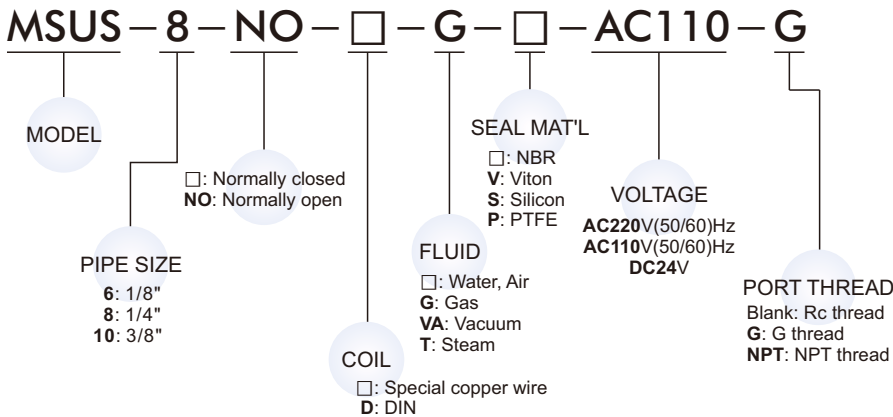 MSUS – 8 – NO – □ – G – □ – AC110 – G
MODEL
PIPE SIZE
6: 1/8"
8: 1/4"
10: 3/8"
□: Normally closed
NO: Normally open
COIL
□: Special copper wire
D: DIN
FLUID
□: Water, Air
G: Gas
VA: Vacuum
T: Steam
SEAL MAT'L
□: NBR
V: Viton
S: Silicon
P: PTFE
VOLTAGE
AC220V(50/60)Hz
AC110V(50/60)Hz
DC24V
PORT THREAD
Blank: Rc thread
G: G thread
NPT: NPT thread